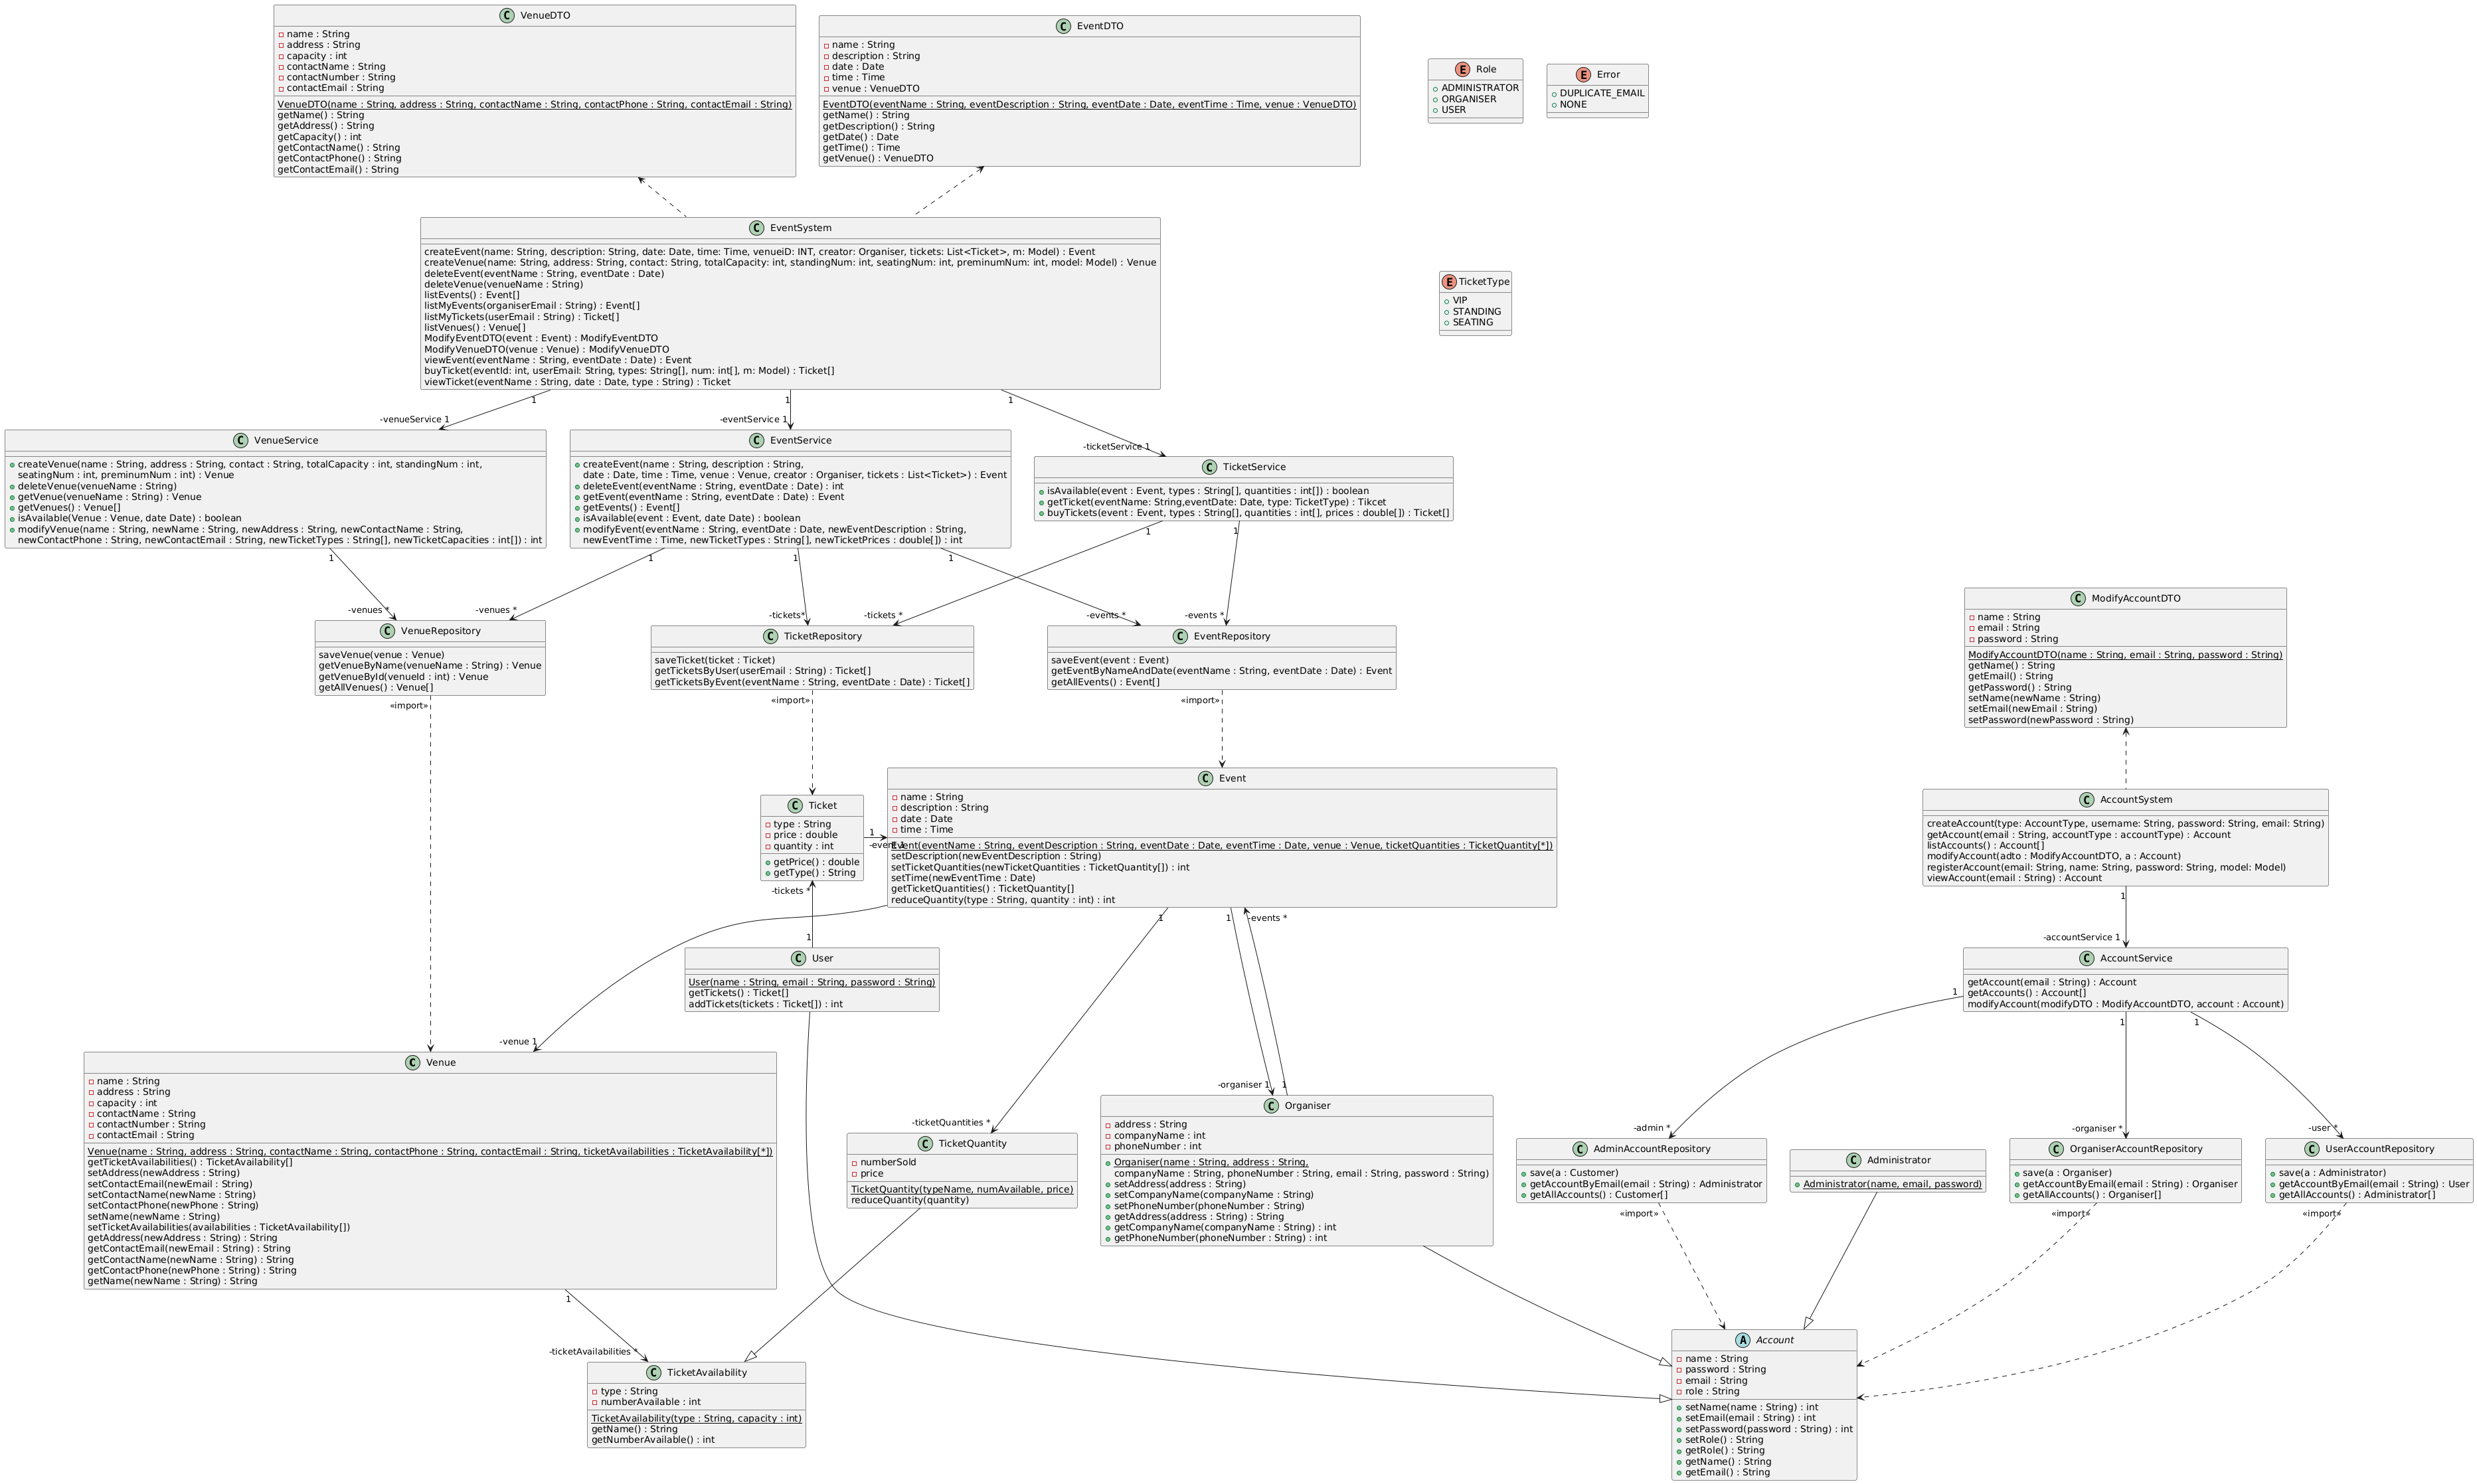 VenueDTO
name : String
address : String
capacity : int
contactName : String
contactNumber : String
contactEmail : String
VenueDTO(name : String, address : String, contactName : String, contactPhone : String, contactEmail : String)
getName() : String
getAddress() : String
getCapacity() : int
getContactName() : String
getContactPhone() : String
getContactEmail() : String
EventDTO
name : String
description : String
date : Date
time : Time
venue : VenueDTO
EventDTO(eventName : String, eventDescription : String, eventDate : Date, eventTime : Time, venue : VenueDTO)
getName() : String
getDescription() : String
getDate() : Date
getTime() : Time
getVenue() : VenueDTO
E Role
ADMINISTRATOR
ORGANISER
USER
E Error
DUPLICATE_EMAIL
NONE
C EventSystem
createEvent(name: String, description: String, date: Date, time: Time, venueiD: INT, creator: Organiser, tickets: List<Ticket>, m: Model) : Event
createVenue(name: String, address: String, contact: String, totalCapacity: int, standingNum: int, seatingNum: int, preminumNum: int, model: Model) : Venue
deleteEvent(eventName : String, eventDate : Date)
deleteVenue(venueName : String)
listEvents() : Event[]
listMyEvents(organiserEmail : String) : Event[]
listMyTickets(userEmail : String) : Ticket[]
listVenues() : Venue[]
ModifyEventDTO(event : Event) : ModifyEventDTO
ModifyVenueDTO(venue : Venue) : ModifyVenueDTO
viewEvent(eventName : String, eventDate : Date) : Event
buyTicket(eventId: int, userEmail: String, types: String[], num: int[], m: Model) : Ticket[]
viewTicket(eventName : String, date : Date, type : String) : Ticket
E TicketType
VIP
STANDING
SEATING
1
-venueService 1
1
-eventService 1
1
-ticketService 1
C VenueService
createVenue(name : String, address : String, contact : String, totalCapacity : int, standingNum : int,
seatingNum : int, preminumNum : int) : Venue
deleteVenue(venueName : String)
getVenue(venueName : String) : Venue
getVenues() : Venue[]
isAvailable(Venue : Venue, date Date) : boolean
modifyVenue(name : String, newName : String, newAddress : String, newContactName : String,
newContactPhone : String, newContactEmail : String, newTicketTypes : String[], newTicketCapacities : int[]) : int
C EventService
createEvent(name : String, description : String,
date : Date, time : Time, venue : Venue, creator : Organiser, tickets : List<Ticket>) : Event
deleteEvent(eventName : String, eventDate : Date) : int
getEvent(eventName : String, eventDate : Date) : Event
getEvents() : Event[]
isAvailable(event : Event, date Date) : boolean
modifyEvent(eventName : String, eventDate : Date, newEventDescription : String,
newEventTime : Time, newTicketTypes : String[], newTicketPrices : double[]) : int
C TicketService
isAvailable(event : Event, types : String[], quantities : int[]) : boolean
getTicket(eventName: String,eventDate: Date, type: TicketType) : Tikcet
buyTickets(event : Event, types : String[], quantities : int[], prices : double[]) : Ticket[]
1
-venues *
1
-venues *
1
-tickets*
1
-events *
1
-tickets *
1
-events *
C VenueRepository
saveVenue(venue : Venue)
getVenueByName(venueName : String) : Venue
getVenueById(venueId : int) : Venue
getAllVenues() : Venue[]
C TicketRepository
saveTicket(ticket : Ticket)
getTicketsByUser(userEmail : String) : Ticket[]
getTicketsByEvent(eventName : String, eventDate : Date) : Ticket[]
C EventRepository
saveEvent(event : Event)
getEventByNameAndDate(eventName : String, eventDate : Date) : Event
getAllEvents() : Event[]
C ModifyAccountDTO
name : String
email : String
password : String
ModifyAccountDTO(name : String, email : String, password : String)
getName() : String
getEmail() : String
getPassword() : String
setName(newName : String)
setEmail(newEmail : String)
setPassword(newPassword : String)
«import»
«import»
«import»
C Ticket
type : String
price : double
quantity : int
getPrice() : double
getType() : String
1
-event 1
C Event
name : String
description : String
date : Date
time : Time
Event(eventName : String, eventDescription : String, eventDate : Date, eventTime : Date, venue : Venue, ticketQuantities : TicketQuantity[*])
setDescription(newEventDescription : String)
setTicketQuantities(newTicketQuantities : TicketQuantity[]) : int
setTime(newEventTime : Date)
getTicketQuantities() : TicketQuantity[]
reduceQuantity(type : String, quantity : int) : int
C AccountSystem
createAccount(type: AccountType, username: String, password: String, email: String)
getAccount(email : String, accountType : accountType) : Account
listAccounts() : Account[]
modifyAccount(adto : ModifyAccountDTO, a : Account)
registerAccount(email: String, name: String, password: String, model: Model)
viewAccount(email : String) : Account
-tickets *
1
1
1
-events *
1
-accountService 1
C User
User(name : String, email : String, password : String)
getTickets() : Ticket[]
addTickets(tickets : Ticket[]) : int
C AccountService
getAccount(email : String) : Account
getAccounts() : Account[]
modifyAccount(modifyDTO : ModifyAccountDTO, account : Account)
-venue 1
C Venue
name : String
address : String
capacity : int
contactName : String
contactNumber : String
contactEmail : String
Venue(name : String, address : String, contactName : String, contactPhone : String, contactEmail : String, ticketAvailabilities : TicketAvailability[*])
getTicketAvailabilities() : TicketAvailability[]
setAddress(newAddress : String)
setContactEmail(newEmail : String)
setContactName(newName : String)
setContactPhone(newPhone : String)
setName(newName : String)
setTicketAvailabilities(availabilities : TicketAvailability[])
getAddress(newAddress : String) : String
getContactEmail(newEmail : String) : String
getContactName(newName : String) : String
getContactPhone(newPhone : String) : String
getName(newName : String) : String
-ticketQuantities *
C TicketQuantity
numberSold
price
TicketQuantity(typeName, numAvailable, price)
reduceQuantity(quantity)
-organiser 1
1
C Organiser
address : String
companyName : int
phoneNumber : int
Organiser(name : String, address : String,
companyName : String, phoneNumber : String, email : String, password : String)
setAddress(address : String)
setCompanyName(companyName : String)
setPhoneNumber(phoneNumber : String)
getAddress(address : String) : String
getCompanyName(companyName : String) : int
getPhoneNumber(phoneNumber : String) : int
1
-admin *
1
-organiser *
1
-user *
C AdminAccountRepository
save(a : Customer)
getAccountByEmail(email : String) : Administrator
getAllAccounts() : Customer[]
C Administrator
Administrator(name, email, password)
C OrganiserAccountRepository
save(a : Organiser)
getAccountByEmail(email : String) : Organiser
getAllAccounts() : Organiser[]
C UserAccountRepository
save(a : Administrator)
getAccountByEmail(email : String) : User
getAllAccounts() : Administrator[]
«import»
«import»
«import»
1
-ticketAvailabilities *
C TicketAvailability
type : String
numberAvailable : int
TicketAvailability(type : String, capacity : int)
getName() : String
getNumberAvailable() : int
A Account
name : String
password : String
email : String
role : String
setName(name : String) : int
setEmail(email : String) : int
setPassword(password : String) : int
setRole() : String
getRole() : String
getName() : String
getEmail() : String